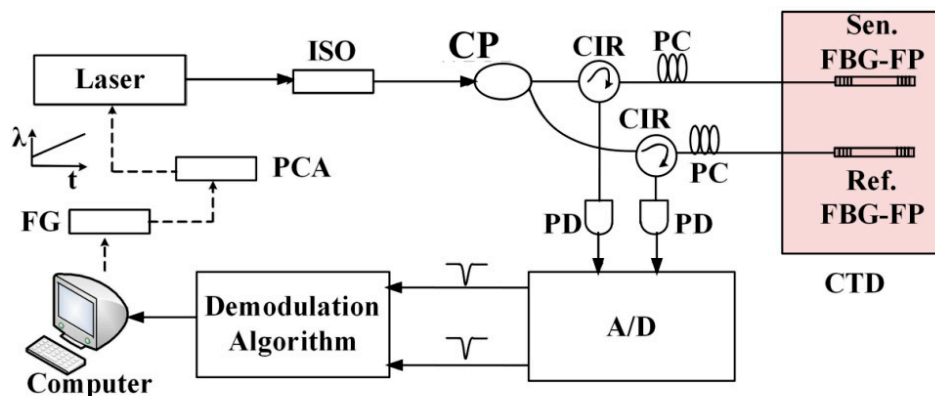 Laser
ISO
CP
CIR
PC
Sen.
FBG-FP
λ
t
PCA
CIR
PC
Ref.
FBG-FP
FG
PD
PD
CTD
Demodulation
Algorithm
A/D
Computer